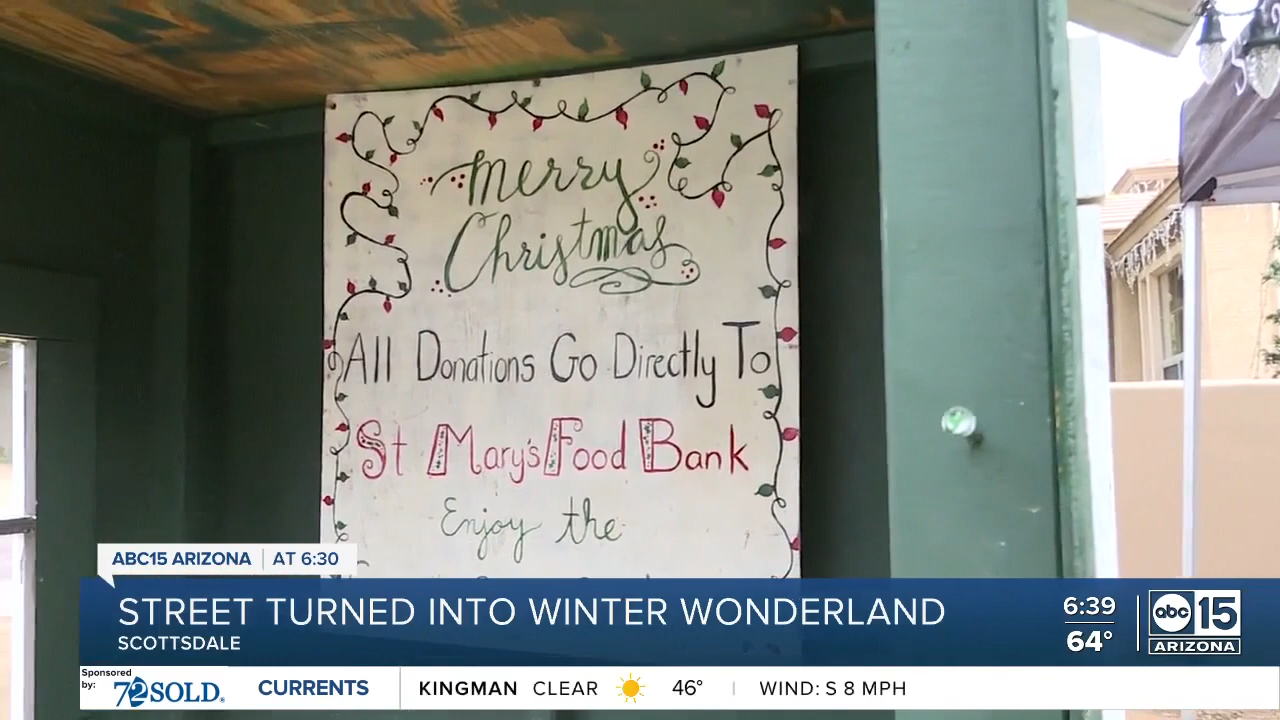 merry
Christmas
All Donations Go Directly To
St Mary's Food Bank
Enjoy the
ABC15 ARIZONA | AT 6:30
STREET TURNED INTO WINTER WONDERLAND
SCOTTSDALE
6:39
64°
abc 15
ARIZONA
Sponsored
by: 72SOLD. CURRENTS KINGMAN CLEAR 46° WIND: S 8 MPH